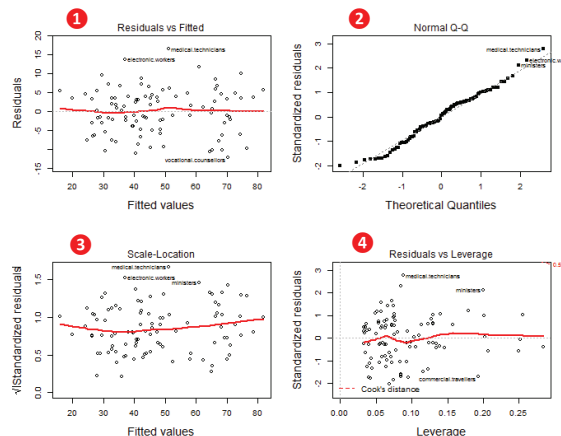 1
Residuals vs Fitted
Residuals
-15 -5 0 5 10 15 20
medical.technicians
electronic.workers
vocational.counsellors
20 30 40 50 60 70 80
Fitted values
2
Normal Q-Q
Standardized residuals
-2 -1 0 1 2 3
medical.technicians
electronic.w
ministers
-2 -1 0 1 2
Theoretical Quantiles
3
Scale-Location
√|Standardized residuals|
0.0 0.5 1.0 1.5
medical.technicians
electronic.workers
ministers
20 30 40 50 60 70 80
Fitted values
4
Residuals vs Leverage
Standardized residuals
-2 -1 0 1 2 3
medical.technicians
ministers
commercial.travellers
Cook's distance
0.5
0.00 0.05 0.10 0.15 0.20 0.25
Leverage